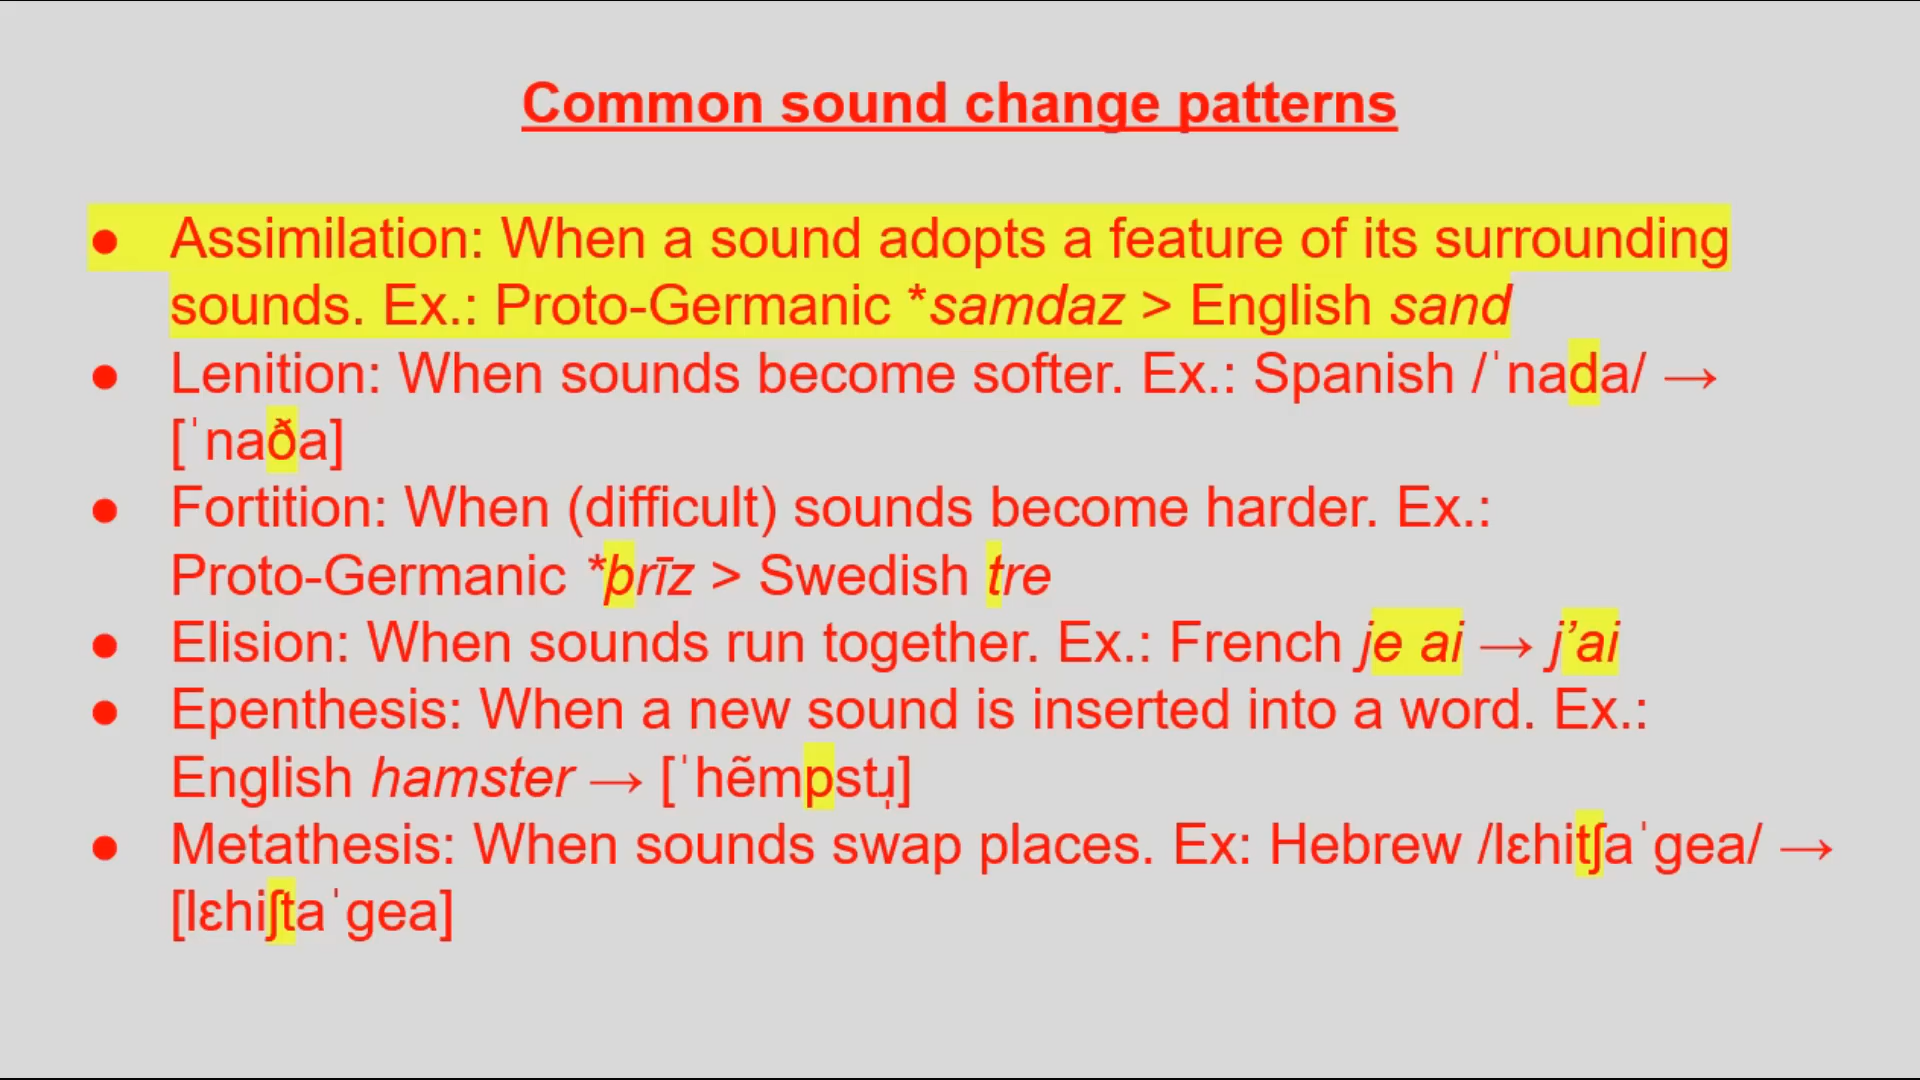 Common sound change patterns
● Assimilation: When a sound adopts a feature of its surrounding
sounds. Ex.: Proto-Germanic *samdaz > English sand
● Lenition: When sounds become softer. Ex.: Spanish /ˈnada/ →
[ˈnaða]
● Fortition: When (difficult) sounds become harder. Ex.:
Proto-Germanic *þrīz > Swedish tre
● Elision: When sounds run together. Ex.: French je ai → j’ai
● Epenthesis: When a new sound is inserted into a word. Ex.:
English hamster → [ˈhẽmpstɹ̩]
● Metathesis: When sounds swap places. Ex: Hebrew /lɛhitʃaˈgea/ →
[lɛhiʃtaˈgea]